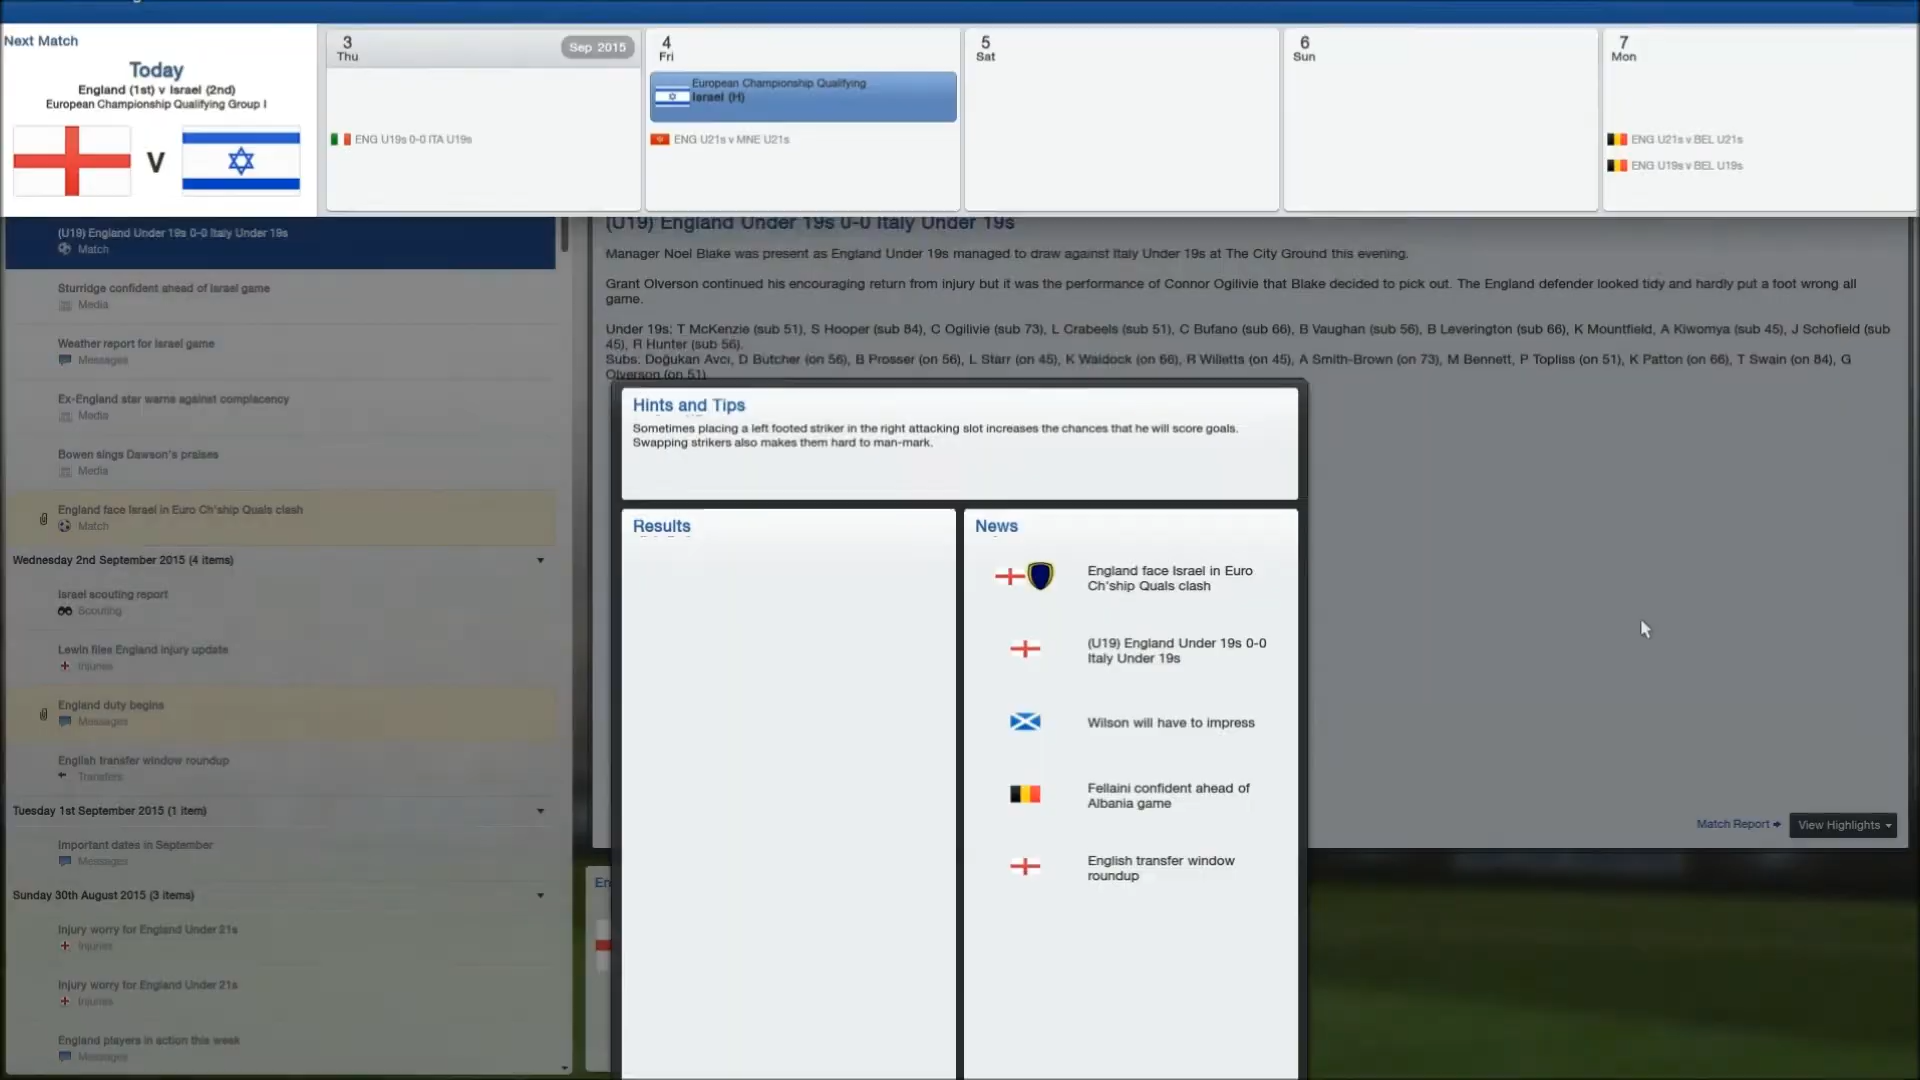 Next Match
Today
England (1st) v Israel (2nd)
European Championship Qualifying Group I
V
3
Thu
Sep 2015
ENG U19s 0-0 ITA U19s
4
Fri
European Championship Qualifying
Israel (H)
ENG U21s v MNE U21s
5
Sat
6
Sun
7
Mon
ENG U21s v BEL U21s
ENG U19s v BEL U19s
(U19) England Under 19s 0-0 Italy Under 19s
Match
Sturridge confident ahead of Israel game
Media
Weather report for Israel game
Messages
Ex-England star warns against complacency
Media
Bowen sings Dawson's praises
Media
England face Israel in Euro Ch'ship Quals clash
Match
Wednesday 2nd September 2015 (4 items)
Israel scouting report
Scouting
Lewin files England injury update
Injuries
England duty begins
Messages
English transfer window roundup
Transfers
Tuesday 1st September 2015 (1 item)
Important dates in September
Messages
Sunday 30th August 2015 (3 items)
Injury worry for England Under 21s
Injuries
Injury worry for England Under 21s
Injuries
England players in action this week
Messages
(U19) England Under 19s 0-0 Italy Under 19s
Manager Noel Blake was present as England Under 19s managed to draw against Italy Under 19s at The City Ground this evening.
Grant Olverson continued his encouraging return from injury but it was the performance of Connor Ogilvie that Blake decided to pick out. The England defender looked tidy and hardly put a foot wrong all
game.
Under 19s: T McKenzie (sub 51), S Hooper (sub 84), C Ogilvie (sub 73), L Crabeels (sub 51), C Bufano (sub 66), B Vaughan (sub 56), B Leverington (sub 66), K Mountfield, A Kiwomya (sub 45), J Schofield (sub
45), R Hunter (sub 56).
Subs: Doğukan Avcı, D Butcher (on 56), B Prosser (on 56), L Starr (on 45), K Waldock (on 66), R Willetts (on 45), A Smith-Brown (on 73), M Bennett, P Topliss (on 51), K Patton (on 66), T Swain (on 84), G
Olverson (on 51)
Hints and Tips
Sometimes placing a left footed striker in the right attacking slot increases the chances that he will score goals.
Swapping strikers also makes them hard to man-mark.
Results
News
England face Israel in Euro
Ch'ship Quals clash
(U19) England Under 19s 0-0
Italy Under 19s
Wilson will have to impress
Fellaini confident ahead of
Albania game
English transfer window
roundup
Match Report
View Highlights
En